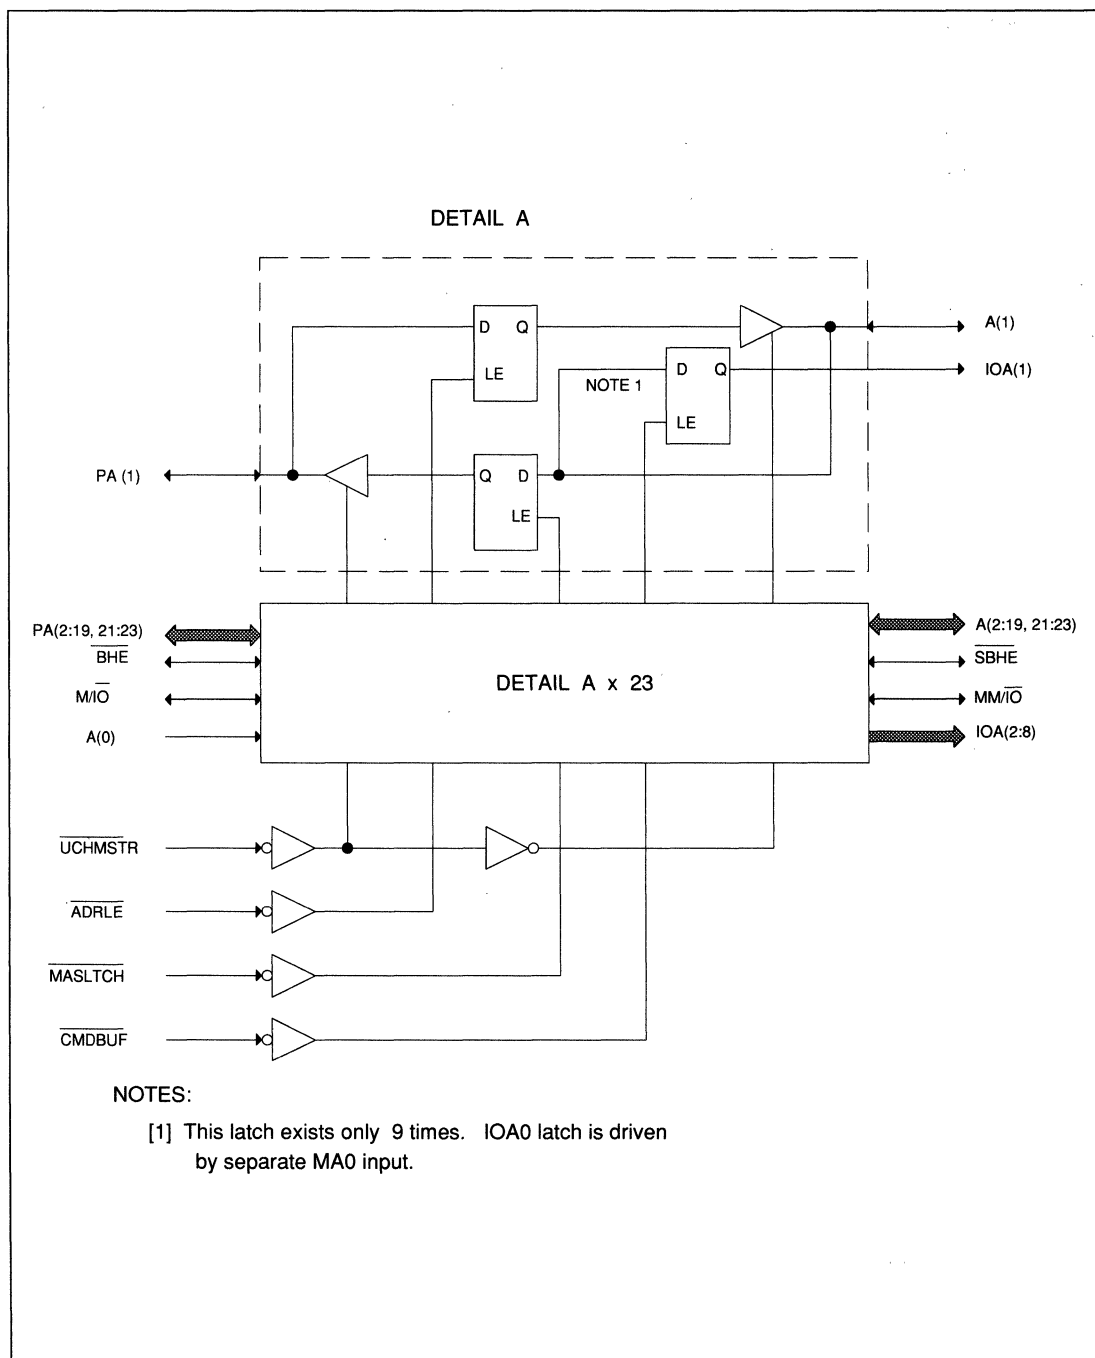 DETAIL A
D Q
LE
A(1)
NOTE 1
D Q
LE
IOA(1)
PA (1)
Q D
LE
PA(2:19, 21:23)
BHE
M/IO
A(0)
DETAIL A x 23
A(2:19, 21:23)
SBHE
MM/IO
IOA(2:8)
UCHMSTR
ADRLE
MASLTCH
CMDBUF
NOTES:
[1] This latch exists only 9 times. IOA0 latch is driven
by separate MA0 input.